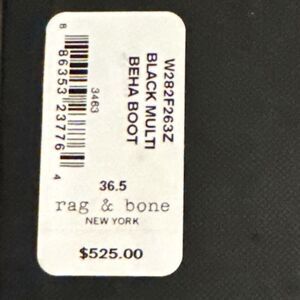 W282F263Z
BLACK MULTI
BEHA BOOT
3463
8 86353 23776 4
36.5
rag & bone
NEW YORK
$525.00